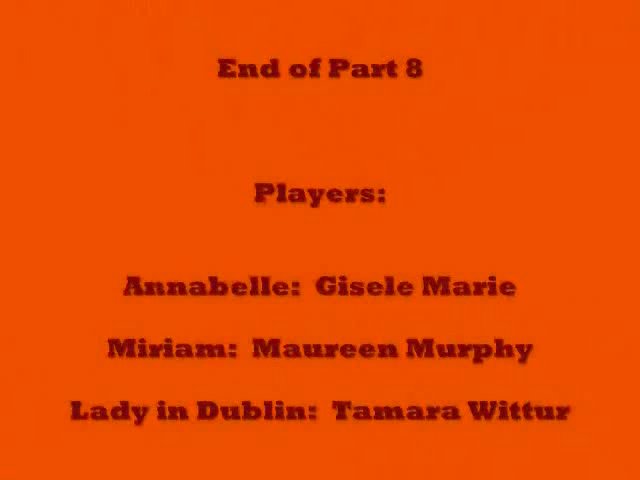 End of Part 8
Players:
Annabelle:  Gisele Marie
Miriam:  Maureen Murphy
Lady in Dublin:  Tamara Wittur